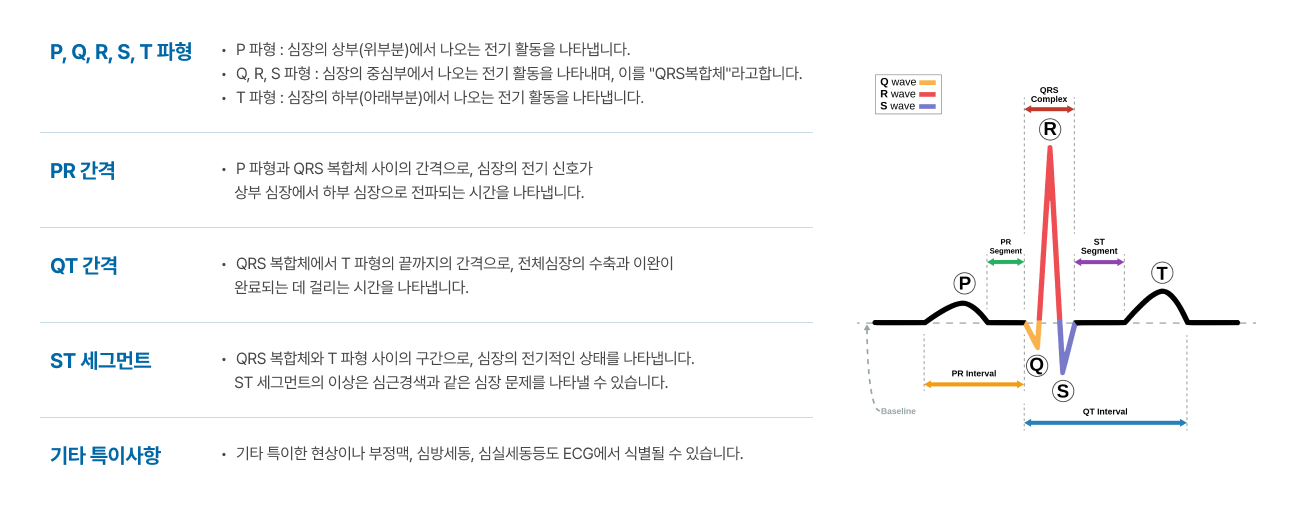 P, Q, R, S, T 파형
• P 파형 : 심장의 상부(위부분)에서 나오는 전기 활동을 나타냅니다.
• Q, R, S 파형 : 심장의 중심부에서 나오는 전기 활동을 나타내며, 이를 "QRS복합체"라고합니다.
• T 파형 : 심장의 하부(아래부분)에서 나오는 전기 활동을 나타냅니다.
PR 간격
• P 파형과 QRS 복합체 사이의 간격으로, 심장의 전기 신호가
상부 심장에서 하부 심장으로 전파되는 시간을 나타냅니다.
QT 간격
• QRS 복합체에서 T 파형의 끝까지의 간격으로, 전체심장의 수축과 이완이
완료되는 데 걸리는 시간을 나타냅니다.
ST 세그먼트
• QRS 복합체와 T 파형 사이의 구간으로, 심장의 전기적인 상태를 나타냅니다.
ST 세그먼트의 이상은 심근경색과 같은 심장 문제를 나타낼 수 있습니다.
기타 특이사항
• 기타 특이한 현상이나 부정맥, 심방세동, 심실세동등도 ECG에서 식별될 수 있습니다.
Q wave
R wave
S wave
QRS
Complex
R
PR
Segment
ST
Segment
P
T
Q
S
PR Interval
Baseline
QT Interval